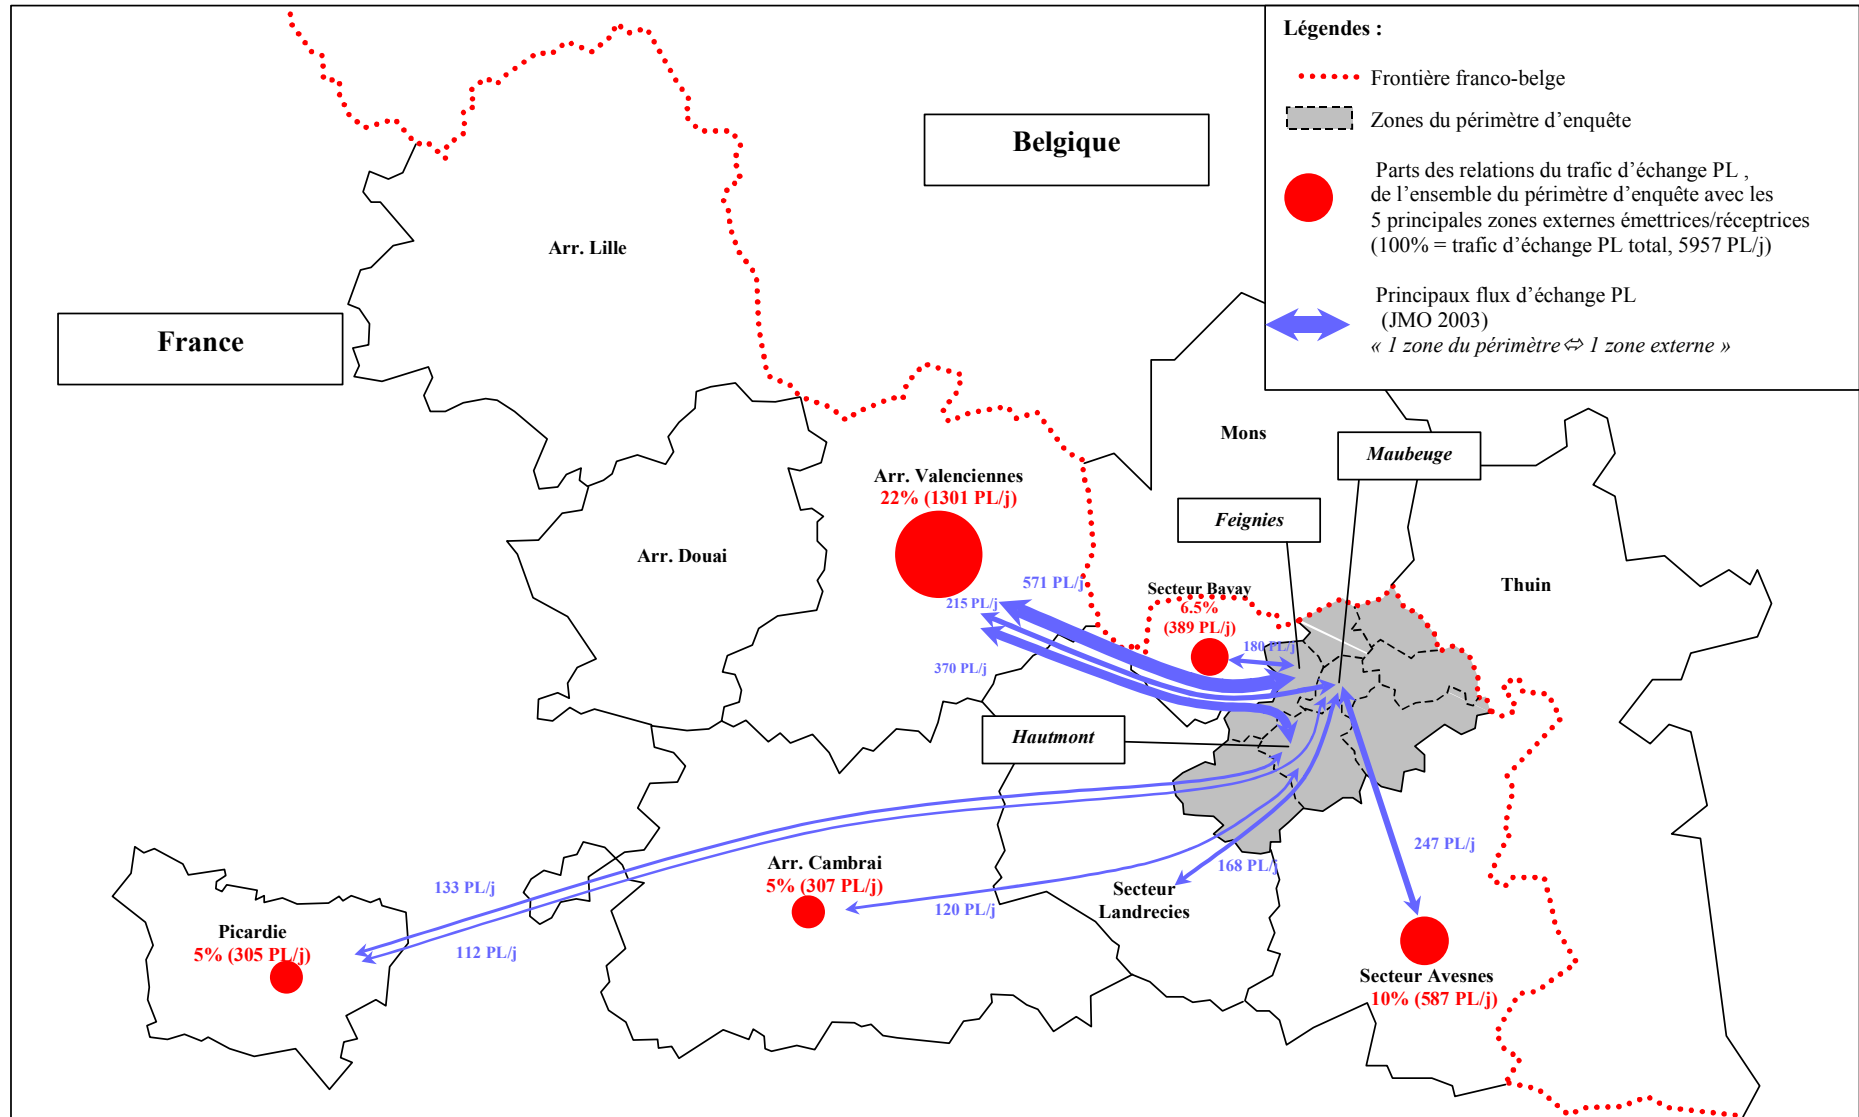 Légendes :
Frontière franco-belge
Zones du périmètre d'enquête
Parts des relations du trafic d'échange PL ,
de l'ensemble du périmètre d'enquête avec les
5 principales zones externes émettrices/réceptrices
(100% = trafic d'échange PL total, 5957 PL/j)
Principaux flux d'échange PL
(JMO 2003)
« 1 zone du périmètre ⇔ 1 zone externe »
Belgique
France
Arr. Lille
Mons
Maubeuge
Arr. Valenciennes
22% (1301 PL/j)
Feignies
Arr. Douai
Thuin
571 PL/j
215 PL/j
370 PL/j
Secteur Bavay
6.5%
(389 PL/j)
180 PL/j
Hautmont
247 PL/j
168 PL/j
Arr. Cambrai
5% (307 PL/j)
120 PL/j
Secteur
Landrecies
133 PL/j
112 PL/j
Picardie
5% (305 PL/j)
Secteur Avesnes
10% (587 PL/j)